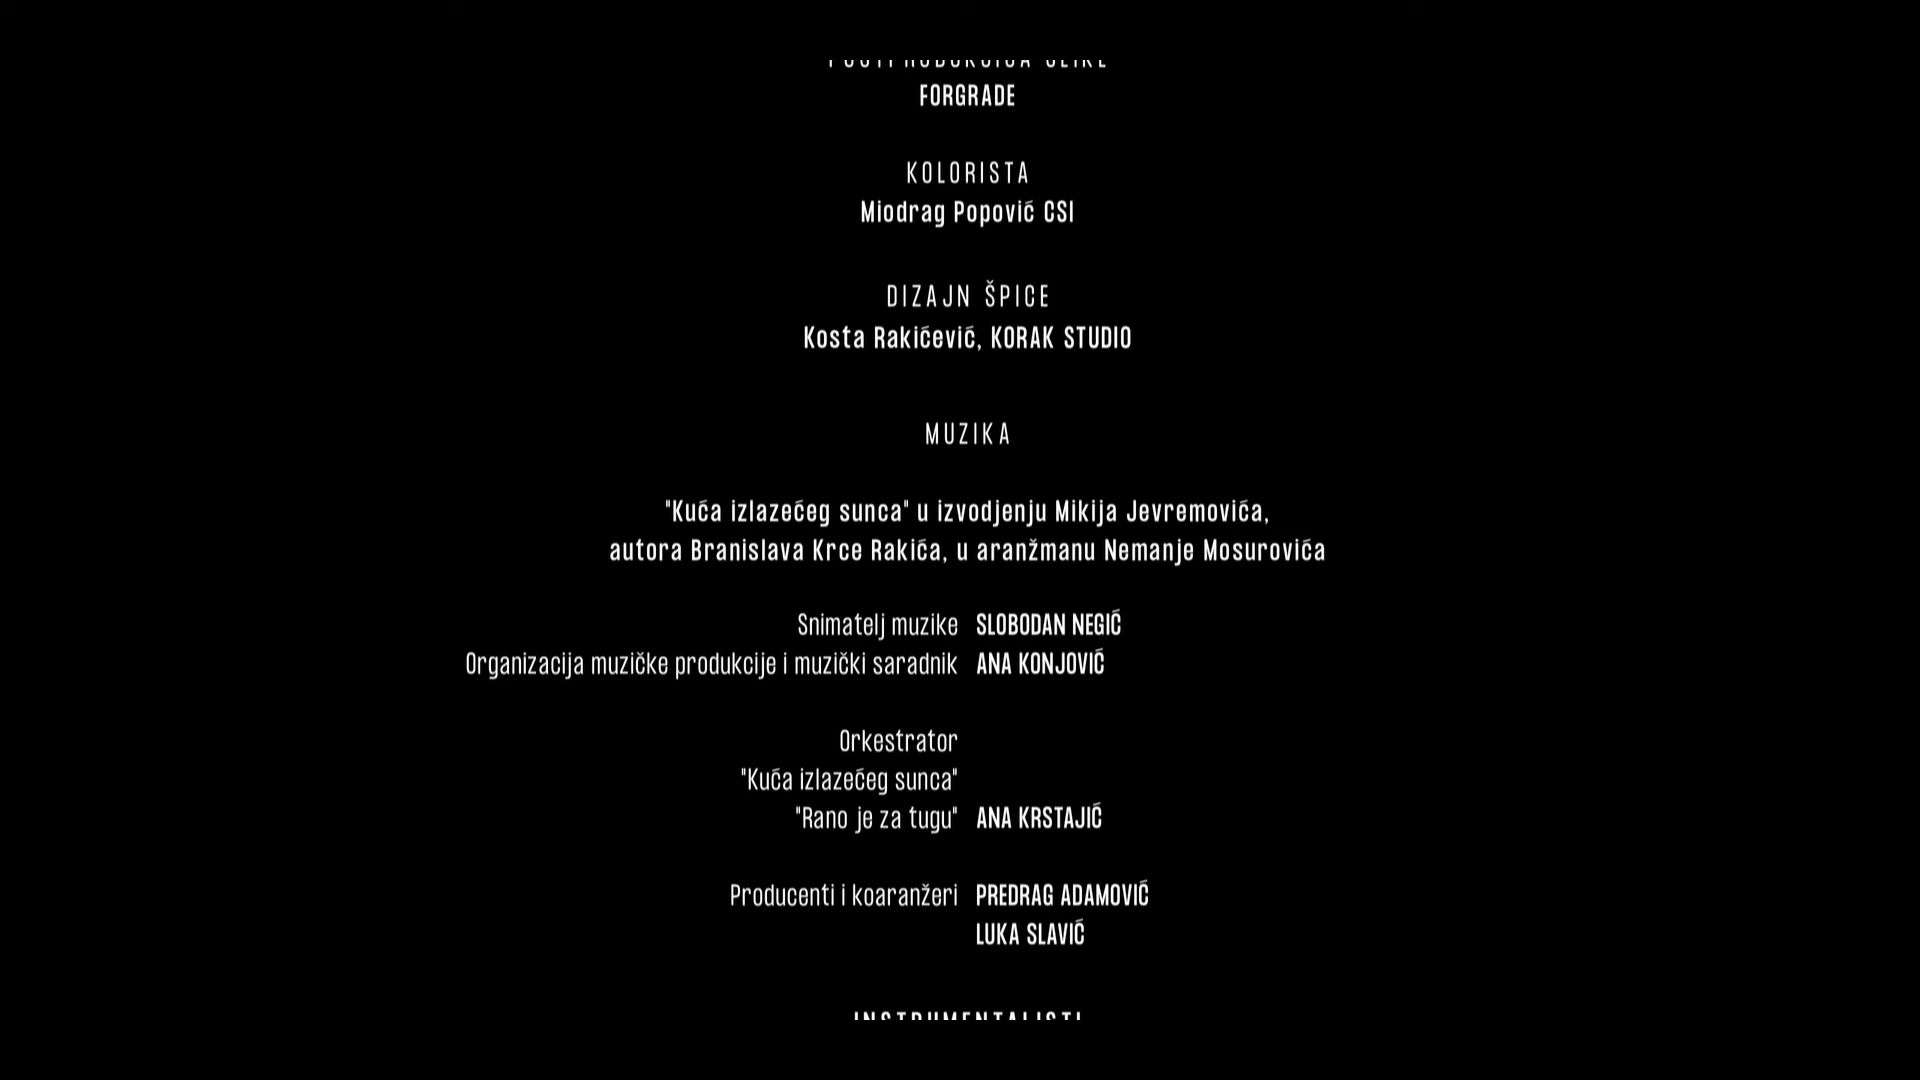 FORGRADE
KOLORISTA
Miodrag Popović CSI
DIZAJN ŠPICE
Kosta Rakićević, KORAK STUDIO
MUZIKA
"Kuća izlazećeg sunca" u izvodjenju Mikija Jevremovića,
autora Branislava Krce Rakića, u aranžmanu Nemanje Mosurovića
Snimatelj muzike SLOBODAN NEGIĆ
Organizacija muzičke produkcije i muzički saradnik ANA KONJOVIĆ
Orkestrator
"Kuća izlazećeg sunca"
"Rano je za tugu" ANA KRSTAJIĆ
Producenti i koaranžeri PREDRAG ADAMOVIĆ
LUKA SLAVIĆ
INSTRUMENTALISTI